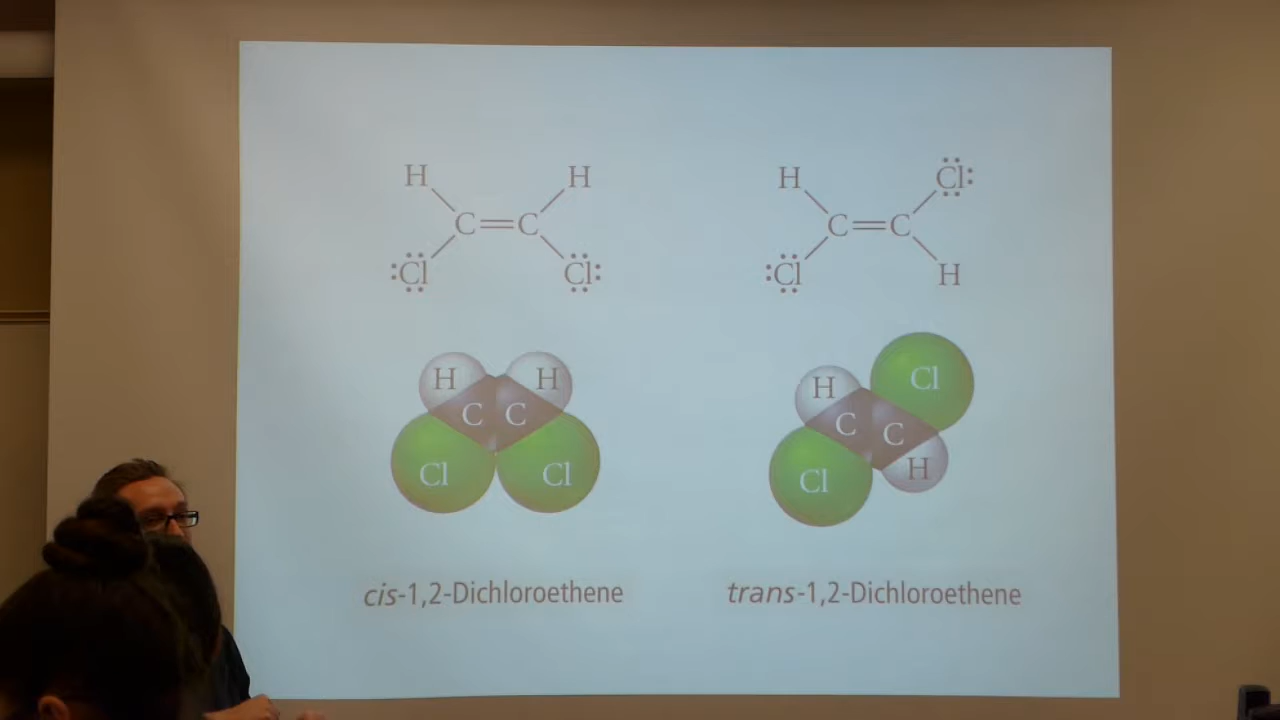 H H H Cl
C=C C=C
Cl Cl Cl H
H H H Cl
C C C C
Cl Cl Cl H
cis-1,2-Dichloroethene trans-1,2-Dichloroethene